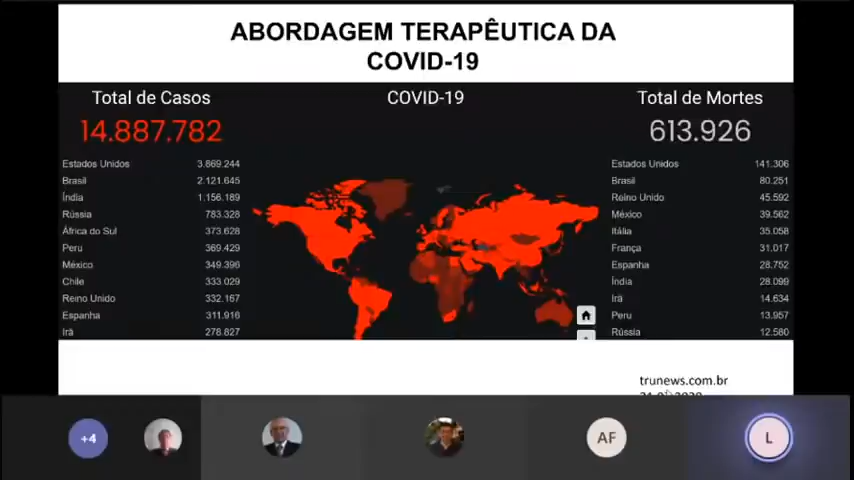 ABORDAGEM TERAPÊUTICA DA
COVID-19
Total de Casos
14.887.782
Estados Unidos 3.869.244
Brasil 2.121.645
Índia 1.156.189
Rússia 783.328
África do Sul 373.628
Peru 369.429
México 349.396
Chile 333.029
Reino Unido 332.167
Espanha 311.916
Irã 278.827
COVID-19
Total de Mortes
613.926
Estados Unidos 141.306
Brasil 80.251
Reino Unido 45.592
México 39.562
Itália 35.058
França 31.017
Espanha 28.752
Índia 28.099
Irã 14.634
Peru 13.957
Rússia 12.580
trunews.com.br
+4
AF
L